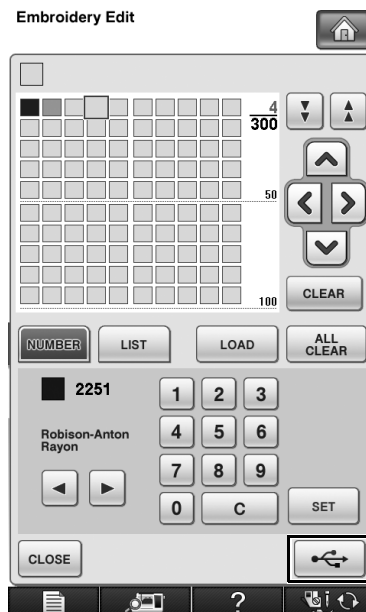 Embroidery Edit
4
300
50
100
CLEAR
NUMBER
LIST
LOAD
ALL
CLEAR
2251
1 2 3
Robison-Anton
Rayon
4 5 6
7 8 9
0 C
SET
CLOSE
?
i